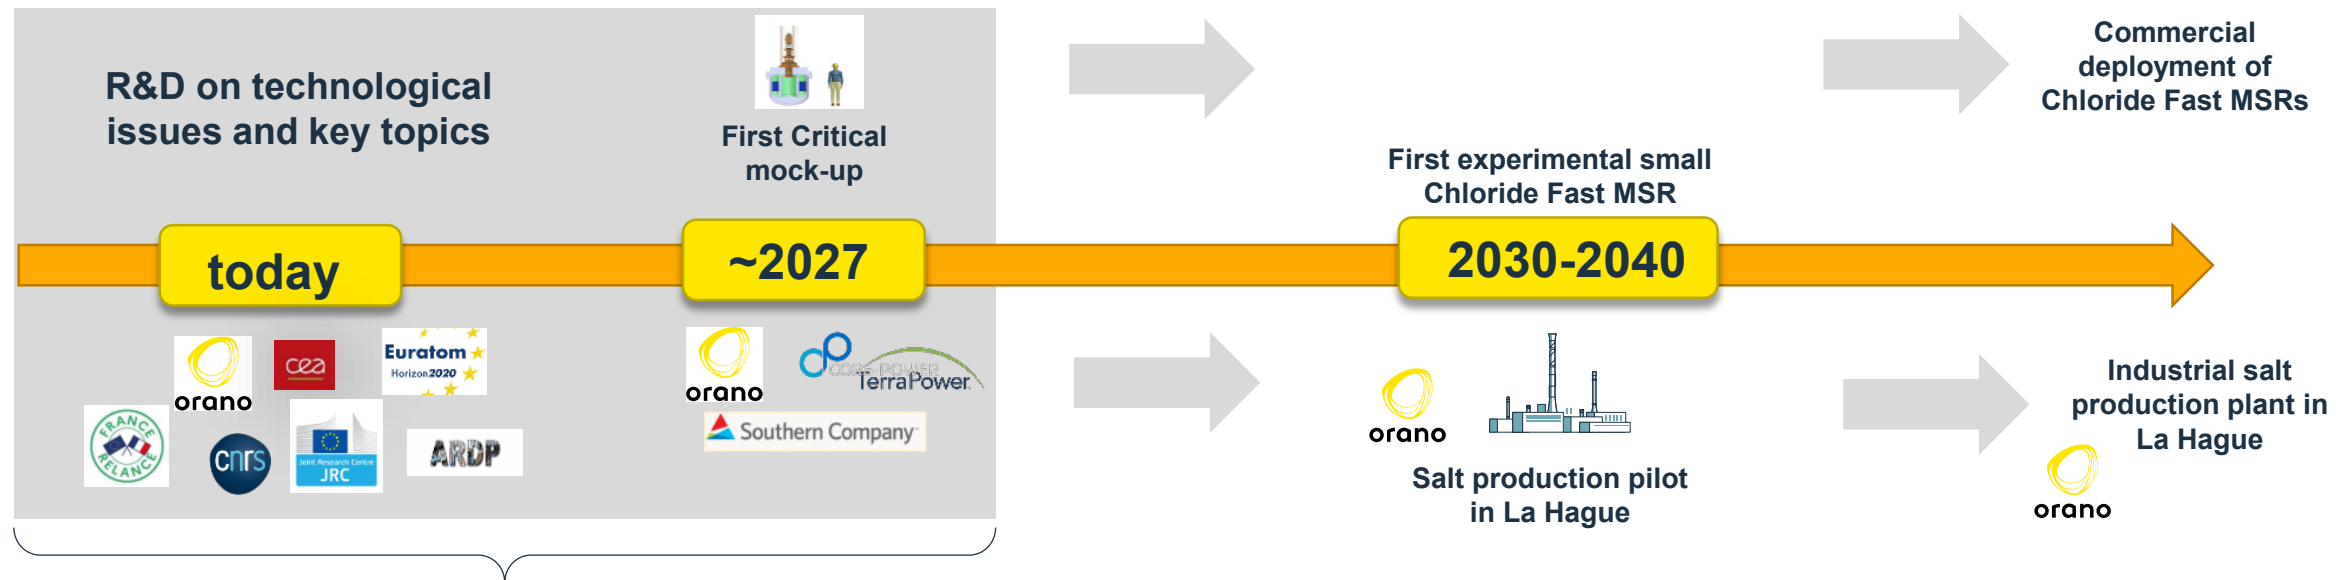 R&D on technological
issues and key topics
First Critical
mock-up
First experimental small
Chloride Fast MSR
Commercial
deployment of
Chloride Fast MSRs
today
~2027
2030-2040
orano
cea
Euratom
Horizon2020
FRANCE
RELANCE
cnrs
Joint Research Centre
JRC
ARDP
orano
CORE POWER
TerraPower
Southern Company
orano
Salt production pilot
in La Hague
Industrial salt
production plant in
La Hague
orano